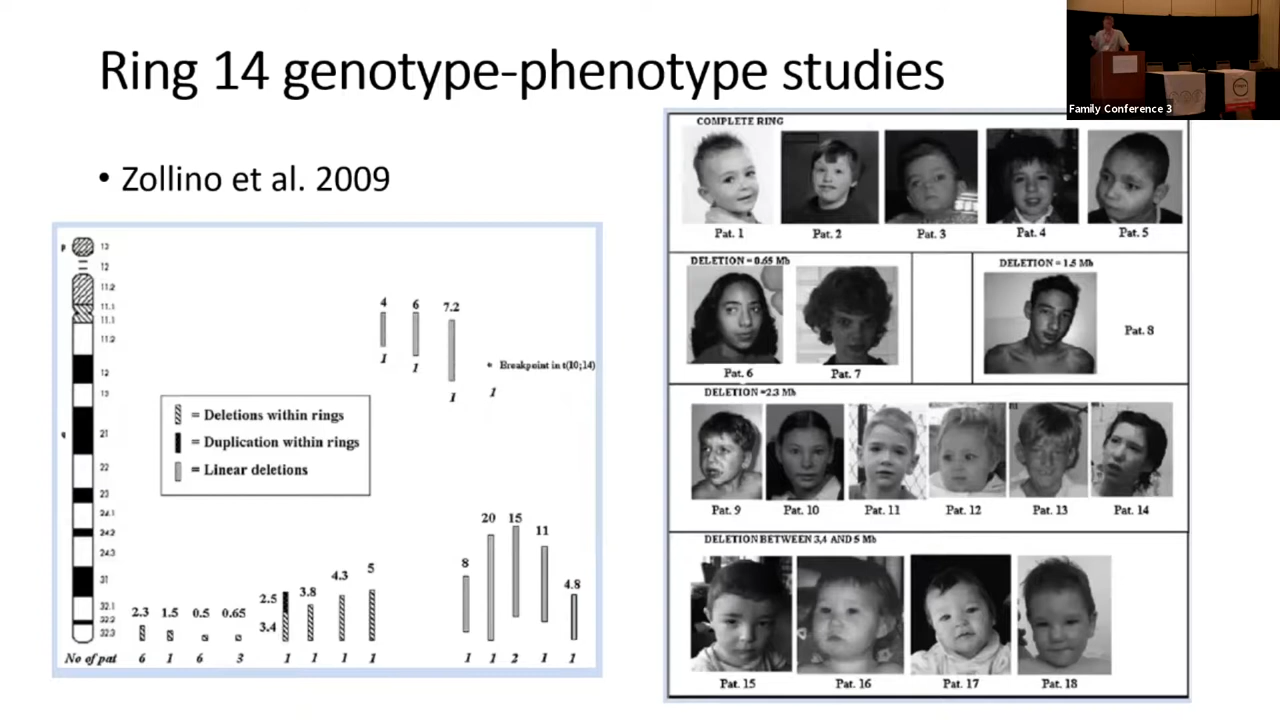 Ring 14 genotype-phenotype studies
Family Conference 3
• Zollino et al. 2009
p
13
12
11.2
11.1
11.1
11.2
12
13
q
21
22
23
24.1
24.2
24.3
31
32.1
32.2
32.3
4 6 7.2
1 1 1
* Breakpoint in t(10;14)
1
= Deletions within rings
= Duplication within rings
= Linear deletions
2.3 1.5 0.5 0.65 2.5 3.4 3.8 4.3 5
8 20 15 11 4.8
No of pat 6 1 6 3 1 1 1 1 1 1 2 1 1
COMPLETE RING
Pat. 1 Pat. 2 Pat. 3 Pat. 4 Pat. 5
DELETION = 0.65 Mb
DELETION = 1.5 Mb
Pat. 6 Pat. 7
Pat. 8
DELETION =2.3 Mb
Pat. 9 Pat. 10 Pat. 11 Pat. 12 Pat. 13 Pat. 14
DELETION BETWEEN 3,4 AND 5 Mb
Pat. 15 Pat. 16 Pat. 17 Pat. 18